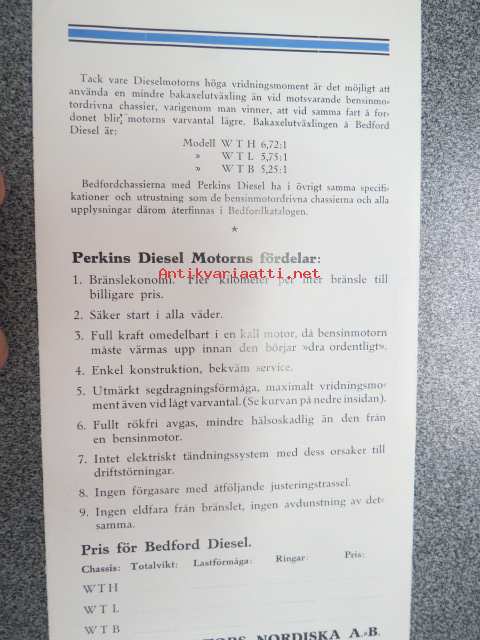 Tack vare Dieselmotorns höga vridningsmoment är det möjligt att
använda en mindre bakaxelutväxling än vid motsvarande bensinmo-
tordrivna chassier, varigenom man vinner, att vid samma fart å for-
donet blir motorns varvantal lägre. Bakaxelutväxlingen å Bedford
Diesel är:
Modell W T H 6,72:1
» W T L 5,75:1
» W T B 5,25:1
Bedfordchassierna med Perkins Diesel ha i övrigt samma specifi-
kationer och utrustning som de bensinmotordrivna chassierna och alla
upplysningar därom återfinnas i Bedfordkatalogen.
*
Perkins Diesel Motorns fördelar:
Antikvariaatti.net
1. Bränslekonomi. Fler kilometer per liter bränsle till
billigare pris.
2. Säker start i alla väder.
3. Full kraft omedelbart i en kall motor, då bensinmotorn
måste värmas upp innan den börjar »dra ordentligt».
4. Enkel konstruktion, bekväm service.
5. Utmärkt segdragningsförmåga, maximalt vridningsmo-
ment även vid lågt varvantal. (Se kurvan på nedre insidan).
6. Fullt rökfri avgas, mindre hälsoskadlig än den från
en bensinmotor.
7. Intet elektriskt tändningssystem med dess orsaker till
driftstörningar.
8. Ingen förgasare med åtföljande justeringstrassel.
9. Ingen eldfara från bränslet, ingen avdunstning av det-
samma.
Pris för Bedford Diesel.
Chassis: Totalvikt: Lastförmåga: Ringar: Pris:
W T H
W T L
W T B
NORDISKA A.-B.